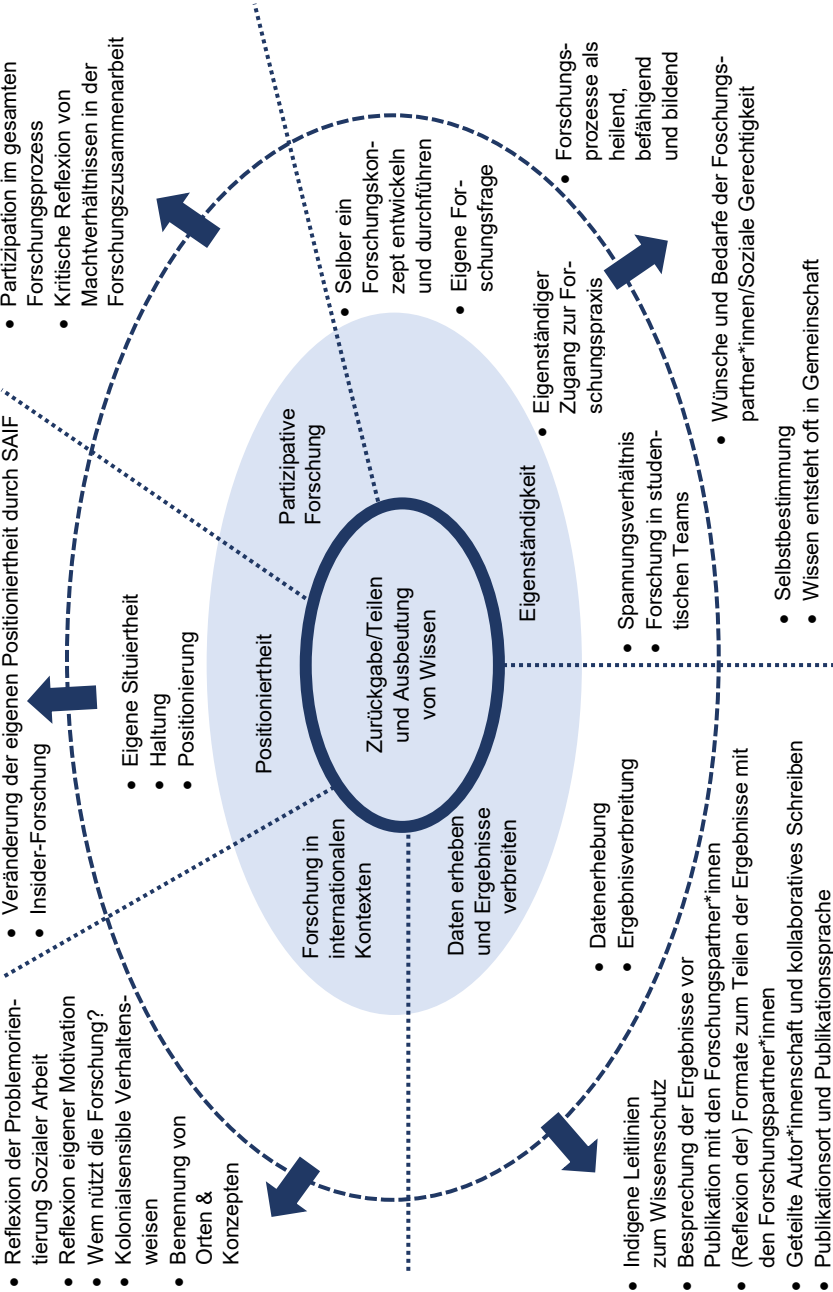 • Reflexion der Problemorien-
tierung Sozialer Arbeit
• Reflexion eigener Motivation
• Wem nützt die Forschung?
• Kolonialsensible Verhaltens-
weisen
• Benennung von
Orten &
Konzepten
• Veränderung der eigenen Positioniertheit durch SAIF
• Insider-Forschung
• Eigene Situiertheit
• Haltung
• Positionierung
• Partizipation im gesamten
Forschungsprozess
• Kritische Reflexion von
Machtverhältnissen in der
Forschungszusammenarbeit
Forschung in
internationalen
Kontexten
Positioniertheit
Partizipative
Forschung
Zurückgabe/Teilen
und Ausbeutung
von Wissen
Daten erheben
und Ergebnisse
verbreiten
Eigenständigkeit
• Selber ein
Forschungskon-
zept entwickeln
und durchführen
• Eigene For-
schungsfrage
• Eigenständiger
Zugang zur For-
schungspraxis
• Forschungs-
prozesse als
heilend,
befähigend
und bildend
• Datenerhebung
• Ergebnisverbreitung
• Spannungsverhältnis
• Forschung in studen-
tischen Teams
• Wünsche und Bedarfe der Foschungs-
partner*innen/Soziale Gerechtigkeit
• Indigene Leitlinien
zum Wissensschutz
• Besprechung der Ergebnisse vor
Publikation mit den Forschungspartner*innen
• (Reflexion der) Formate zum Teilen der Ergebnisse mit
den Forschungspartner*innen
• Geteilte Autor*innenschaft und kollaboratives Schreiben
• Publikationsort und Publikationssprache
• Selbstbestimmung
• Wissen entsteht oft in Gemeinschaft